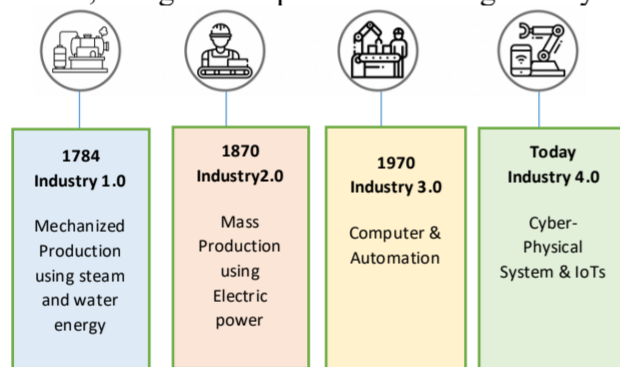 1784
Industry 1.0
Mechanized
Production
using steam
and water
energy
1870
Industry2.0
Mass
Production
using
Electric
power
1970
Industry 3.0
Computer &
Automation
Today
Industry 4.0
Cyber-
Physical
System & IoTs